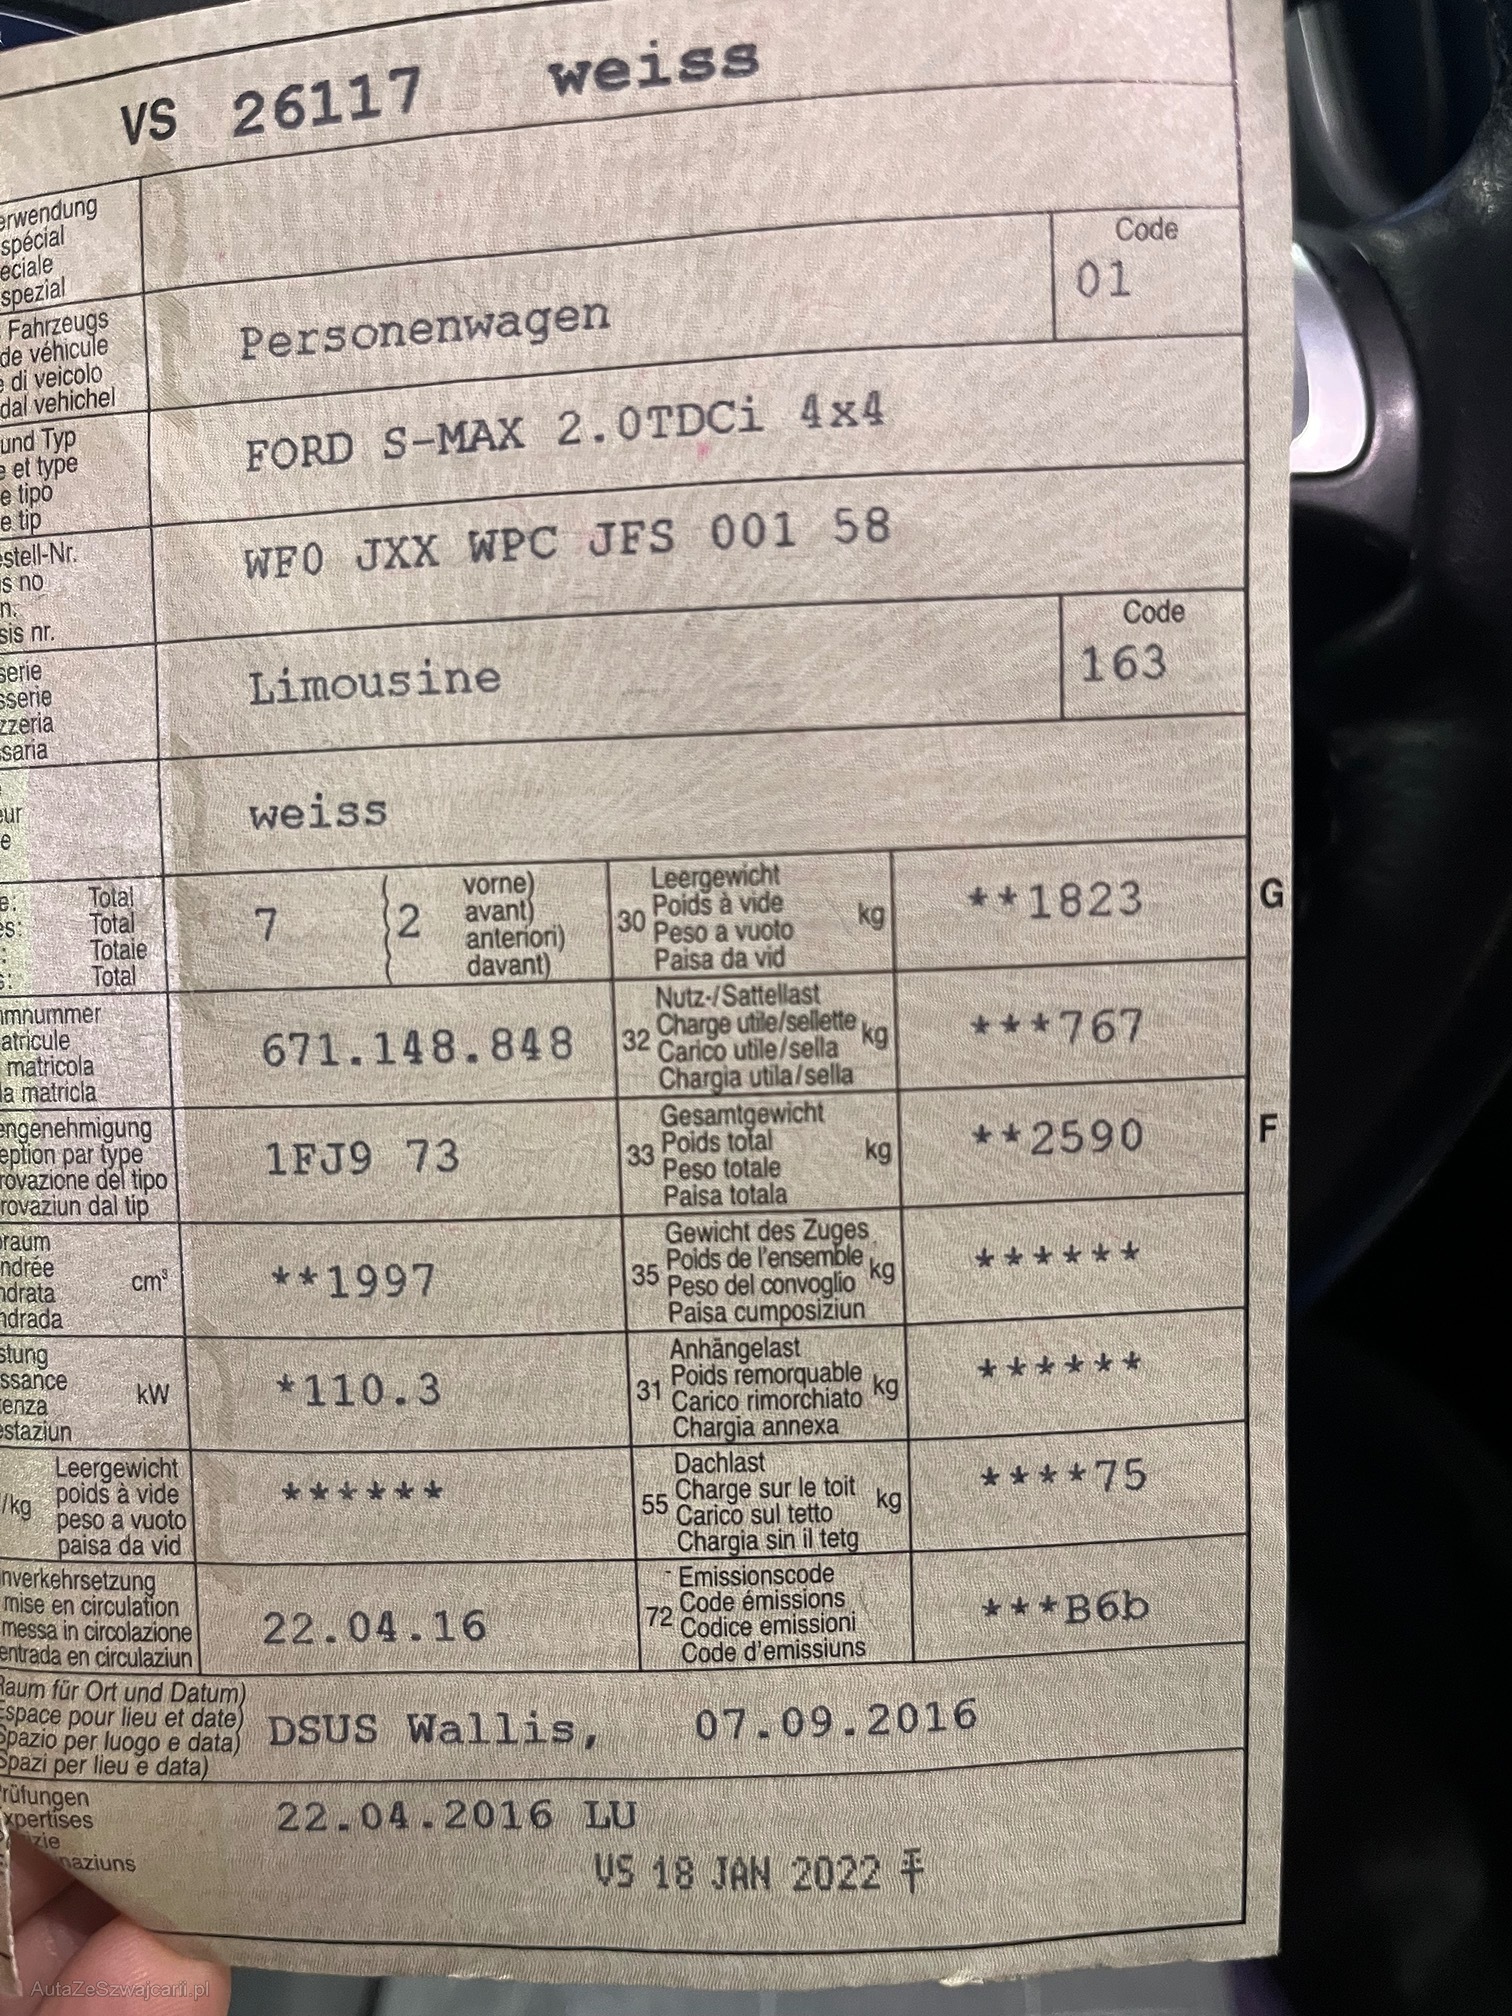 VS 26117 weiss
erwendung
spécial
eciale
spezial
Code
01
Fahrzeugs
de véhicule
e di veicolo
dal vehichel
Personenwagen
und Typ
e et type
e tipo
e tip
FORD S-MAX 2.0TDCi 4x4
stell-Nr.
s no
n.
sis nr.
WF0 JXX WPC JFS 001 58
serie
sserie
zzeria
saria
Limousine
Code
163
eur
e
weiss
e: Total
es: Total
: Totale
s: Total
7 2
vorne)
avant)
anteriori)
davant)
30 Leergewicht
Poids à vide
Peso a vuoto
Paisa da vid
kg
**1823
G
mnummer
atricule
matricola
la matricla
671.148.848
32 Nutz-/Sattellast
Charge utile/sellette
Carico utile/sella
Chargia utila/sella
kg
***767
engenehmigung
eption par type
rovazione del tipo
rovaziun dal tip
1FJ9 73
33 Gesamtgewicht
Poids total
Peso totale
Paisa totala
kg
**2590
F
raum
ndrée
ndrata
ndrada
cm³
**1997
35 Gewicht des Zuges
Poids de l'ensemble
Peso del convoglio
Paisa cumposiziun
kg
******
stung
ssance
enza
estaziun
kW
*110.3
31 Anhängelast
Poids remorquable
Carico rimorchiato
Chargia annexa
kg
******
/kg
Leergewicht
poids à vide
peso a vuoto
paisa da vid
******
55 Dachlast
Charge sur le toit
Carico sul tetto
Chargia sin il tetg
kg
****75
nverkehrsetzung
mise en circulation
messa in circolazione
entrada en circulaziun
22.04.16
72 Emissionscode
Code émissions
Codice emissioni
Code d'emissiuns
***B6b
Raum für Ort und Datum)
Espace pour lieu et date)
Spazio per luogo e data)
Spazi per lieu e data)
DSUS Wallis, 07.09.2016
rüfungen
xpertises
zie
naziuns
22.04.2016 LU
VS 18 JAN 2022
AutaZeSzwajcarii.pl